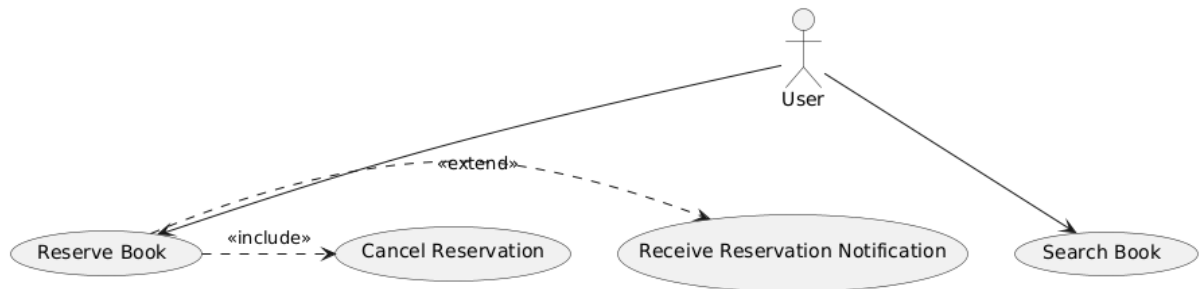 User
«extend»
«include»
Reserve Book
Cancel Reservation
Receive Reservation Notification
Search Book